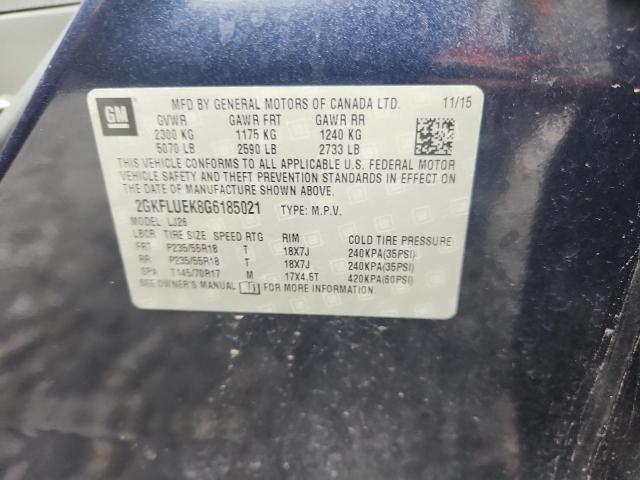 GM
MFD BY GENERAL MOTORS OF CANADA LTD. 11/15
GVWR GAWR FRT GAWR RR
2300 KG 1175 KG 1240 KG
5070 LB 2590 LB 2733 LB
THIS VEHICLE CONFORMS TO ALL APPLICABLE U.S. FEDERAL MOTOR
VEHICLE SAFETY AND THEFT PREVENTION STANDARDS IN EFFECT ON
THE DATE OF MANUFACTURE SHOWN ABOVE.
2GKFLUEK8G6185021 TYPE: M.P.V.
MODEL: LJ26
LBCR TIRE SIZE SPEED RTG RIM COLD TIRE PRESSURE
FRT P235/55R18 T 18X7J 240KPA(35PSI)
RR P235/55R18 T 18X7J 240KPA(35PSI)
SPA T145/70R17 M 17X4.5T 420KPA(60PSI)
SEE OWNER'S MANUAL FOR MORE INFORMATION.